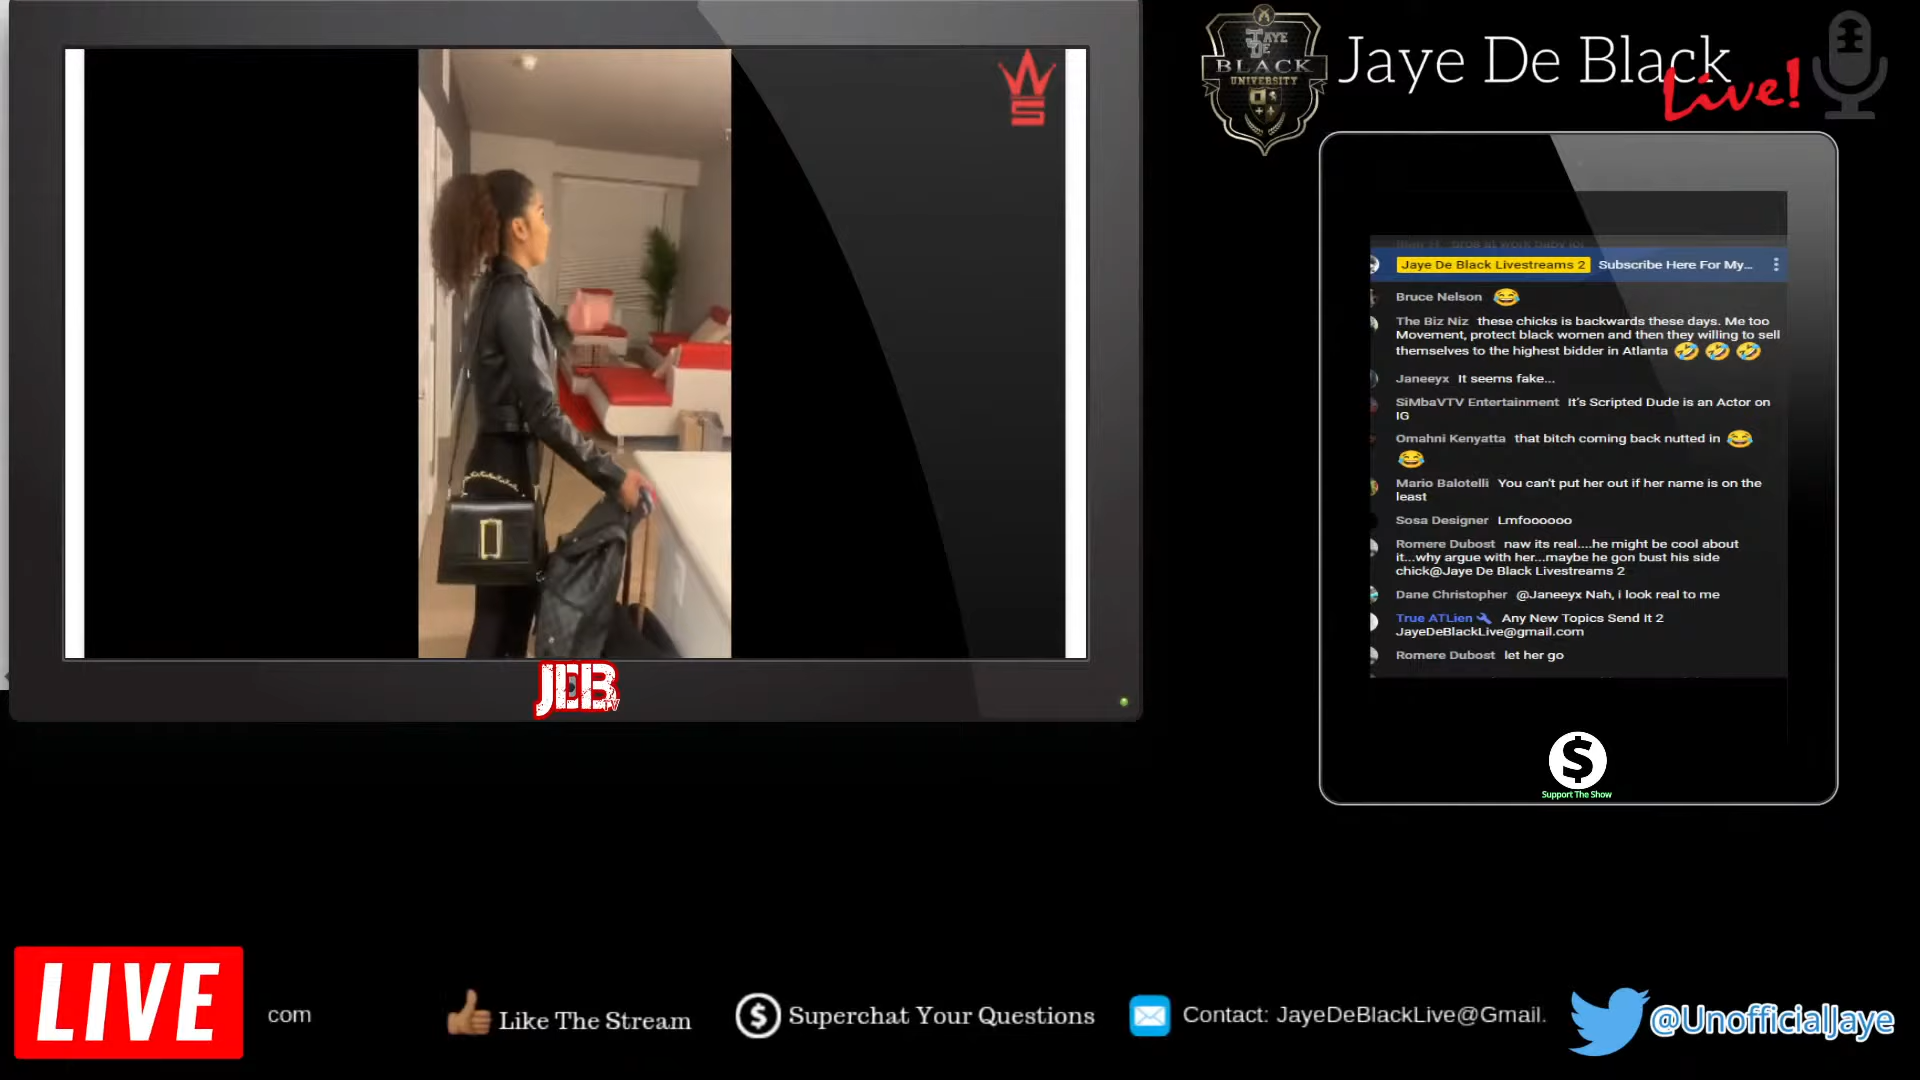 JAYE
DE
BLACK
UNIVERSITY
Jaye De Black
Live!
WS
Jaye De Black Livestreams 2 Subscribe Here For My...
Bruce Nelson 😂
The Biz Niz these chicks is backwards these days. Me too
Movement, protect black women and then they willing to sell
themselves to the highest bidder in Atlanta 🤣 🤣 🤣
Janeeyx It seems fake...
SiMbaVTV Entertainment It's Scripted Dude is an Actor on
IG
Omahni Kenyatta that bitch coming back nutted in 😂
😂
Mario Balotelli You can't put her out if her name is on the
least
Sosa Designer Lmfoooooo
Romere Dubost naw its real....he might be cool about
it...why argue with her...maybe he gon bust his side
chick@Jaye De Black Livestreams 2
Dane Christopher @Janeeyx Nah, i look real to me
True ATLien Any New Topics Send It 2
JayeDeBlackLive@gmail.com
Romere Dubost let her go
JEB
TV
$
Support The Show
LIVE
com
Like The Stream
$ Superchat Your Questions
Contact: JayeDeBlackLive@Gmail.
@UnofficialJaye